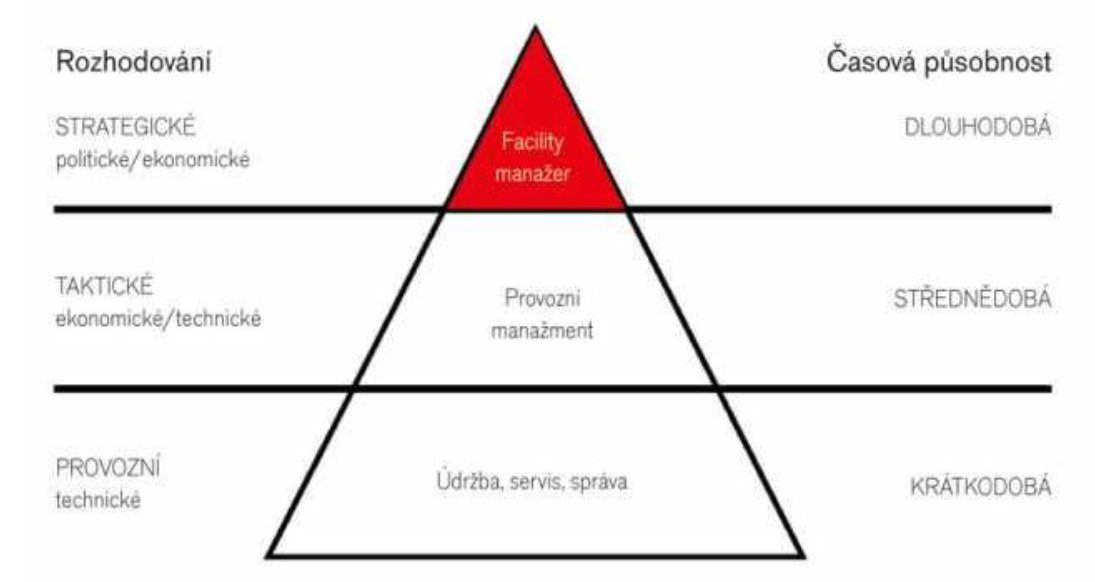 Rozhodování
Časová působnost
STRATEGICKÉ
politické/ekonomické
Facility
manažer
DLOUHODOBÁ
TAKTICKÉ
ekonomické/technické
Provozní
manažment
STŘEDNĚDOBÁ
PROVOZNÍ
technické
Údržba, servis, správa
KRÁTKODOBÁ